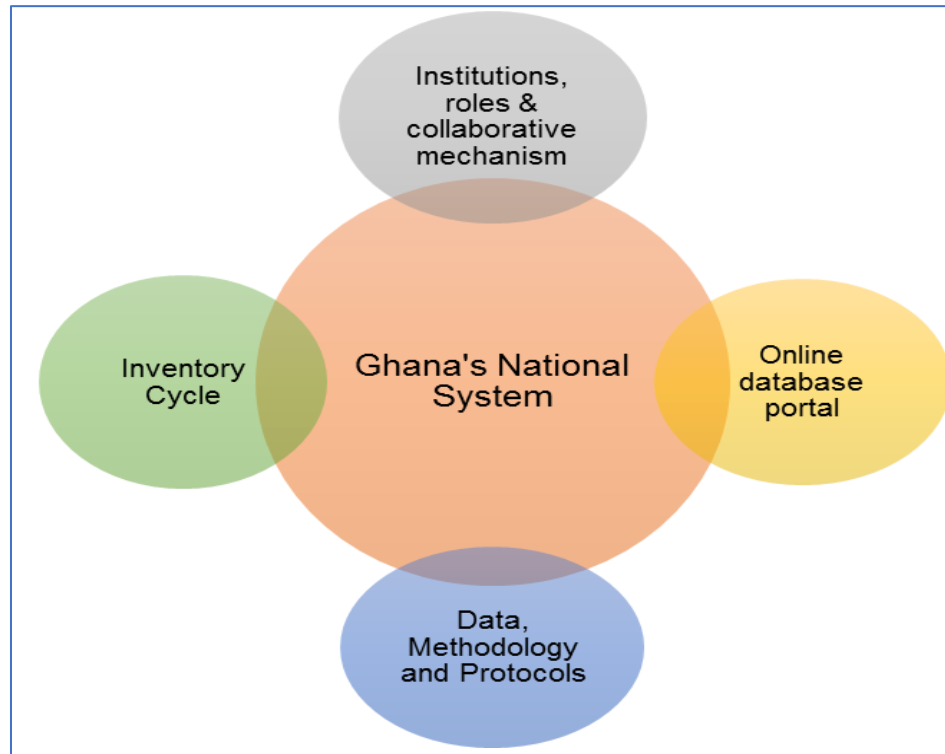 Institutions,
roles &
collaborative
mechanism
Inventory
Cycle
Ghana's National
System
Online
database
portal
Data,
Methodology
and Protocols